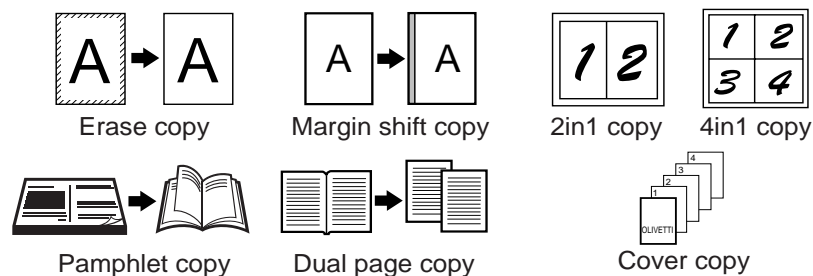 A A
Erase copy
A A
Margin shift copy
1 2
2in1 copy
1 2
3 4
4in1 copy
Pamphlet copy
Dual page copy
4
3
2
1
OLIVETTI
Cover copy